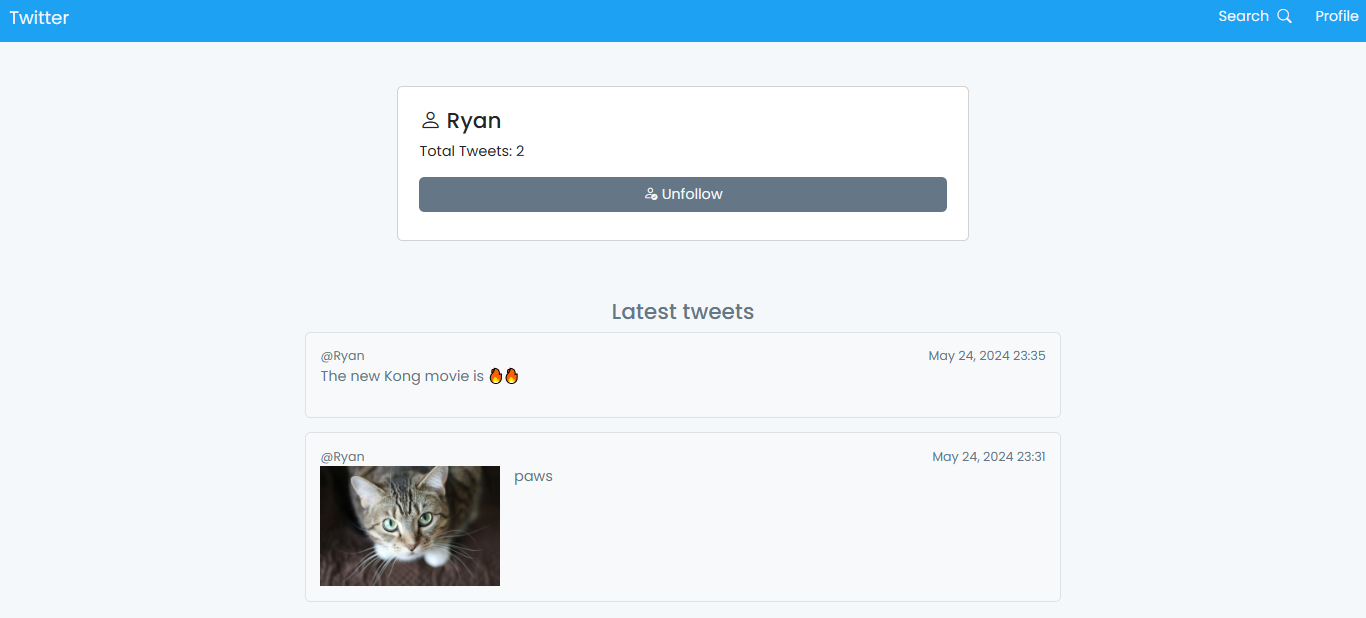 Twitter
Search Profile
Ryan
Total Tweets: 2
Unfollow
Latest tweets
@Ryan May 24, 2024 23:35
The new Kong movie is 🔥🔥
@Ryan May 24, 2024 23:31
paws